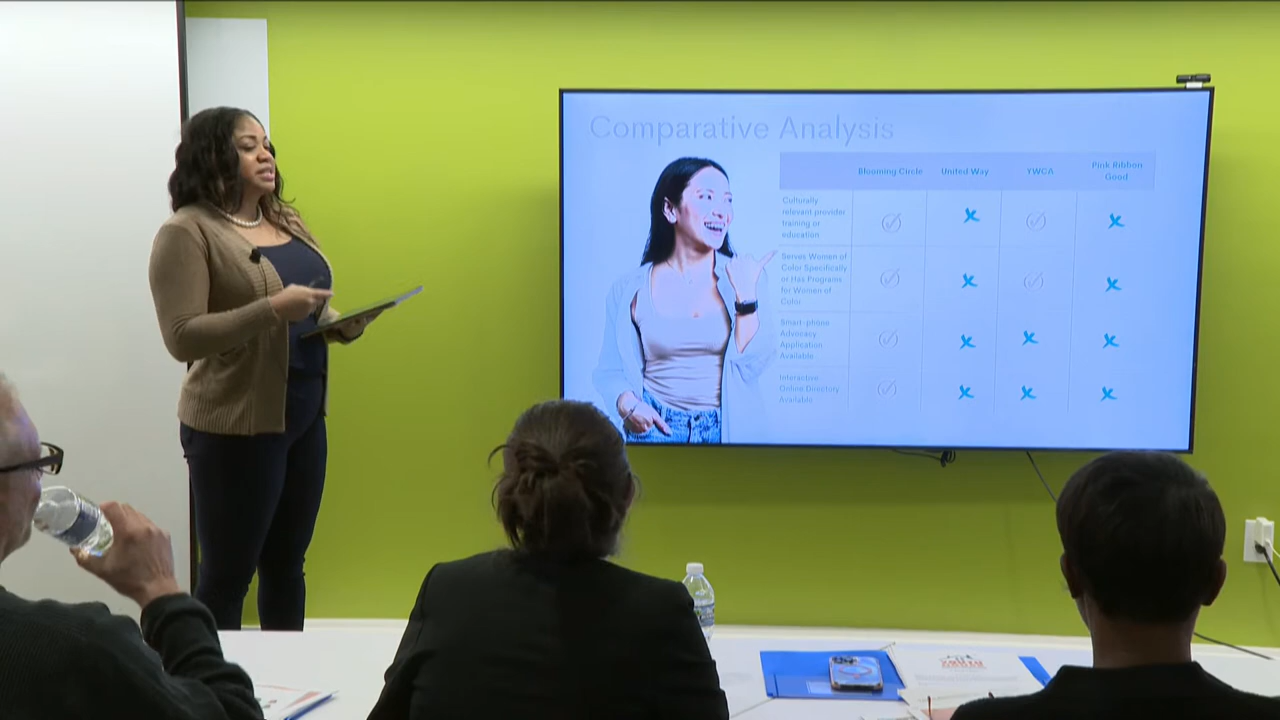 Comparative Analysis
Blooming Circle United Way YWCA Pink Ribbon
Good
Culturally
relevant provider
training or
education
Serves Women of
Color Specifically
or Has Programs
for Women of
Color
Smart-phone
Advocacy
Application
Available
Interactive
Online Directory
Available